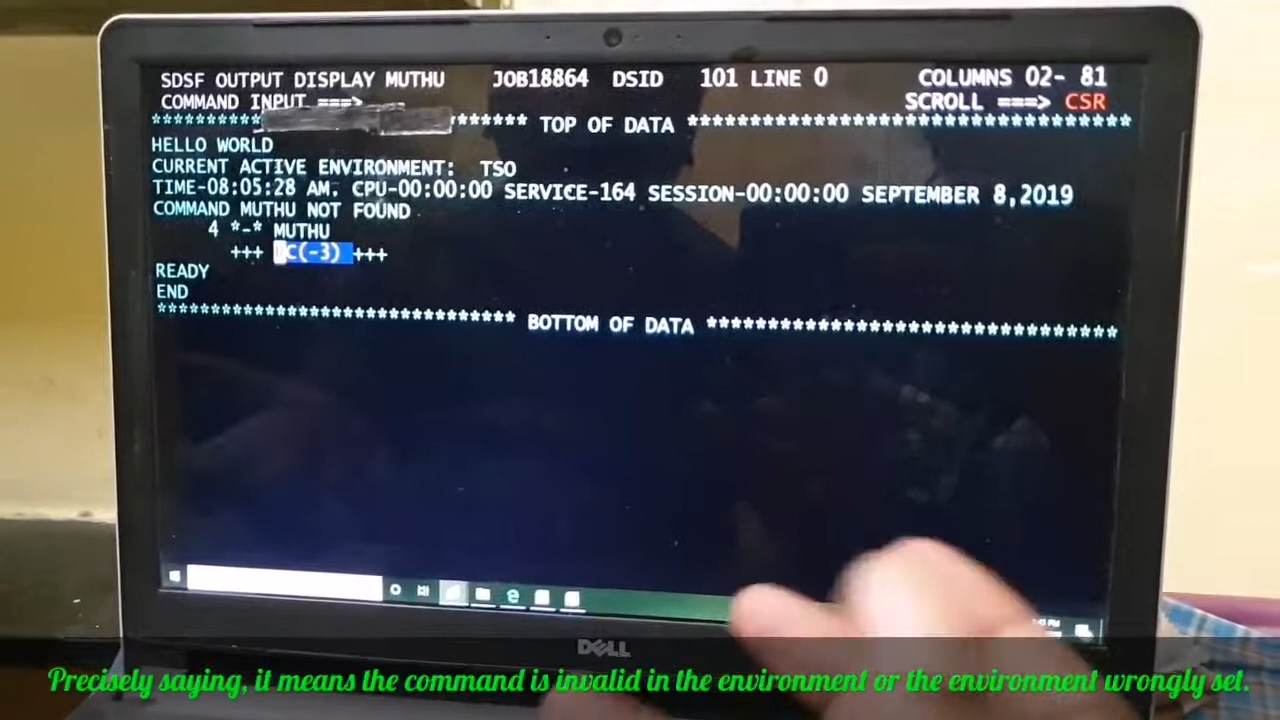 SDSF OUTPUT DISPLAY MUTHU JOB18864 DSID 101 LINE 0 COLUMNS 02- 81
COMMAND INPUT ===> SCROLL ===> CSR
********** ******* TOP OF DATA **********************************
HELLO WORLD
CURRENT ACTIVE ENVIRONMENT: TSO
TIME-08:05:28 AM. CPU-00:00:00 SERVICE-164 SESSION-00:00:00 SEPTEMBER 8,2019
COMMAND MUTHU NOT FOUND
4 *-* MUTHU
+++ RC(-3) +++
READY
END
********************************* BOTTOM OF DATA ********************************
DELL
Precisely saying, it means the command is invalid in the environment or the environment wrongly set.